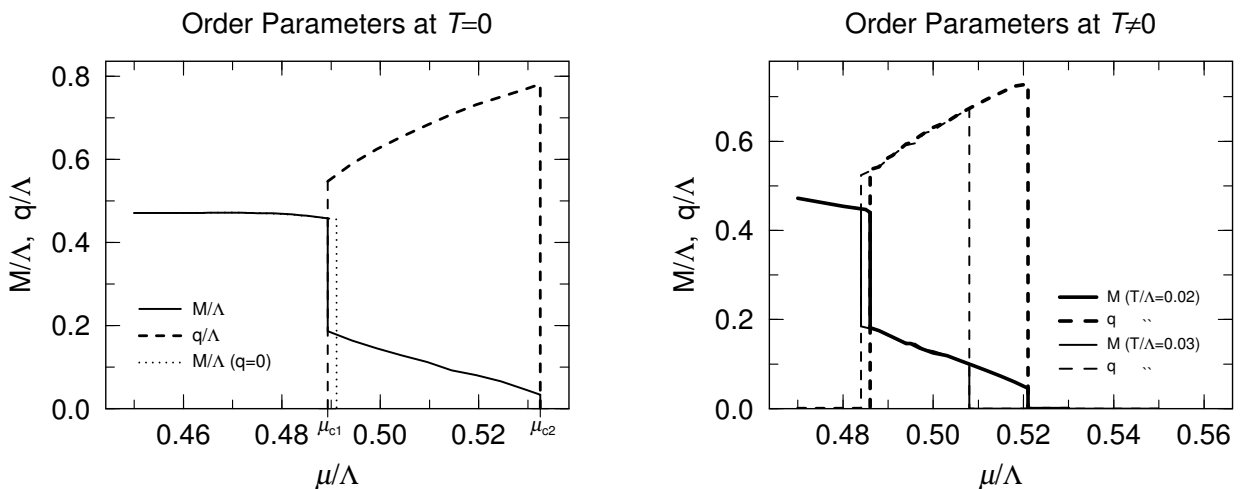 Order Parameters at T=0
M/Λ, q/Λ
0.8
0.6
0.4
0.2
0.0
M/Λ
q/Λ
M/Λ (q=0)
μc1
μc2
0.46
0.48
0.50
0.52
μ/Λ
Order Parameters at T≠0
M/Λ, q/Λ
0.6
0.4
0.2
0.0
M (T/Λ=0.02)
q ``
M (T/Λ=0.03)
q ``
0.48
0.50
0.52
0.54
0.56
μ/Λ